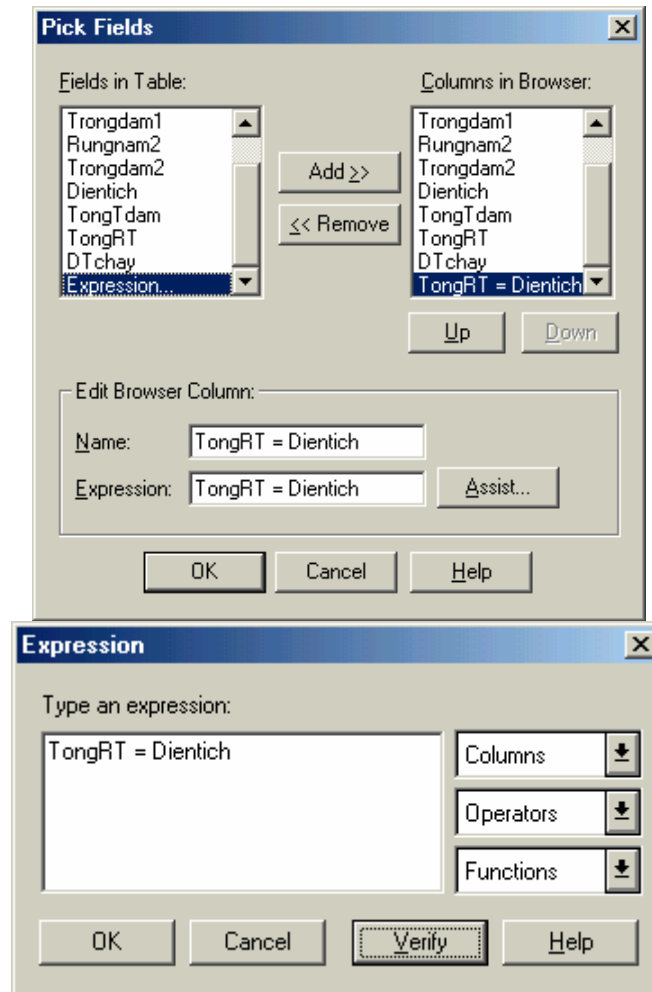 Pick Fields
Fields in Table:
Columns in Browser:
Trongdam1
Rungnam2
Trongdam2
Dientich
TongTdam
TongRT
DTchay
Expression...
Add >>
<< Remove
Trongdam1
Rungnam2
Trongdam2
Dientich
TongTdam
TongRT
DTchay
TongRT = Dientich
Up
Down
Edit Browser Column:
Name:
TongRT = Dientich
Expression:
TongRT = Dientich
Assist...
OK
Cancel
Help
Expression
Type an expression:
TongRT = Dientich
Columns
Operators
Functions
OK
Cancel
Verify
Help